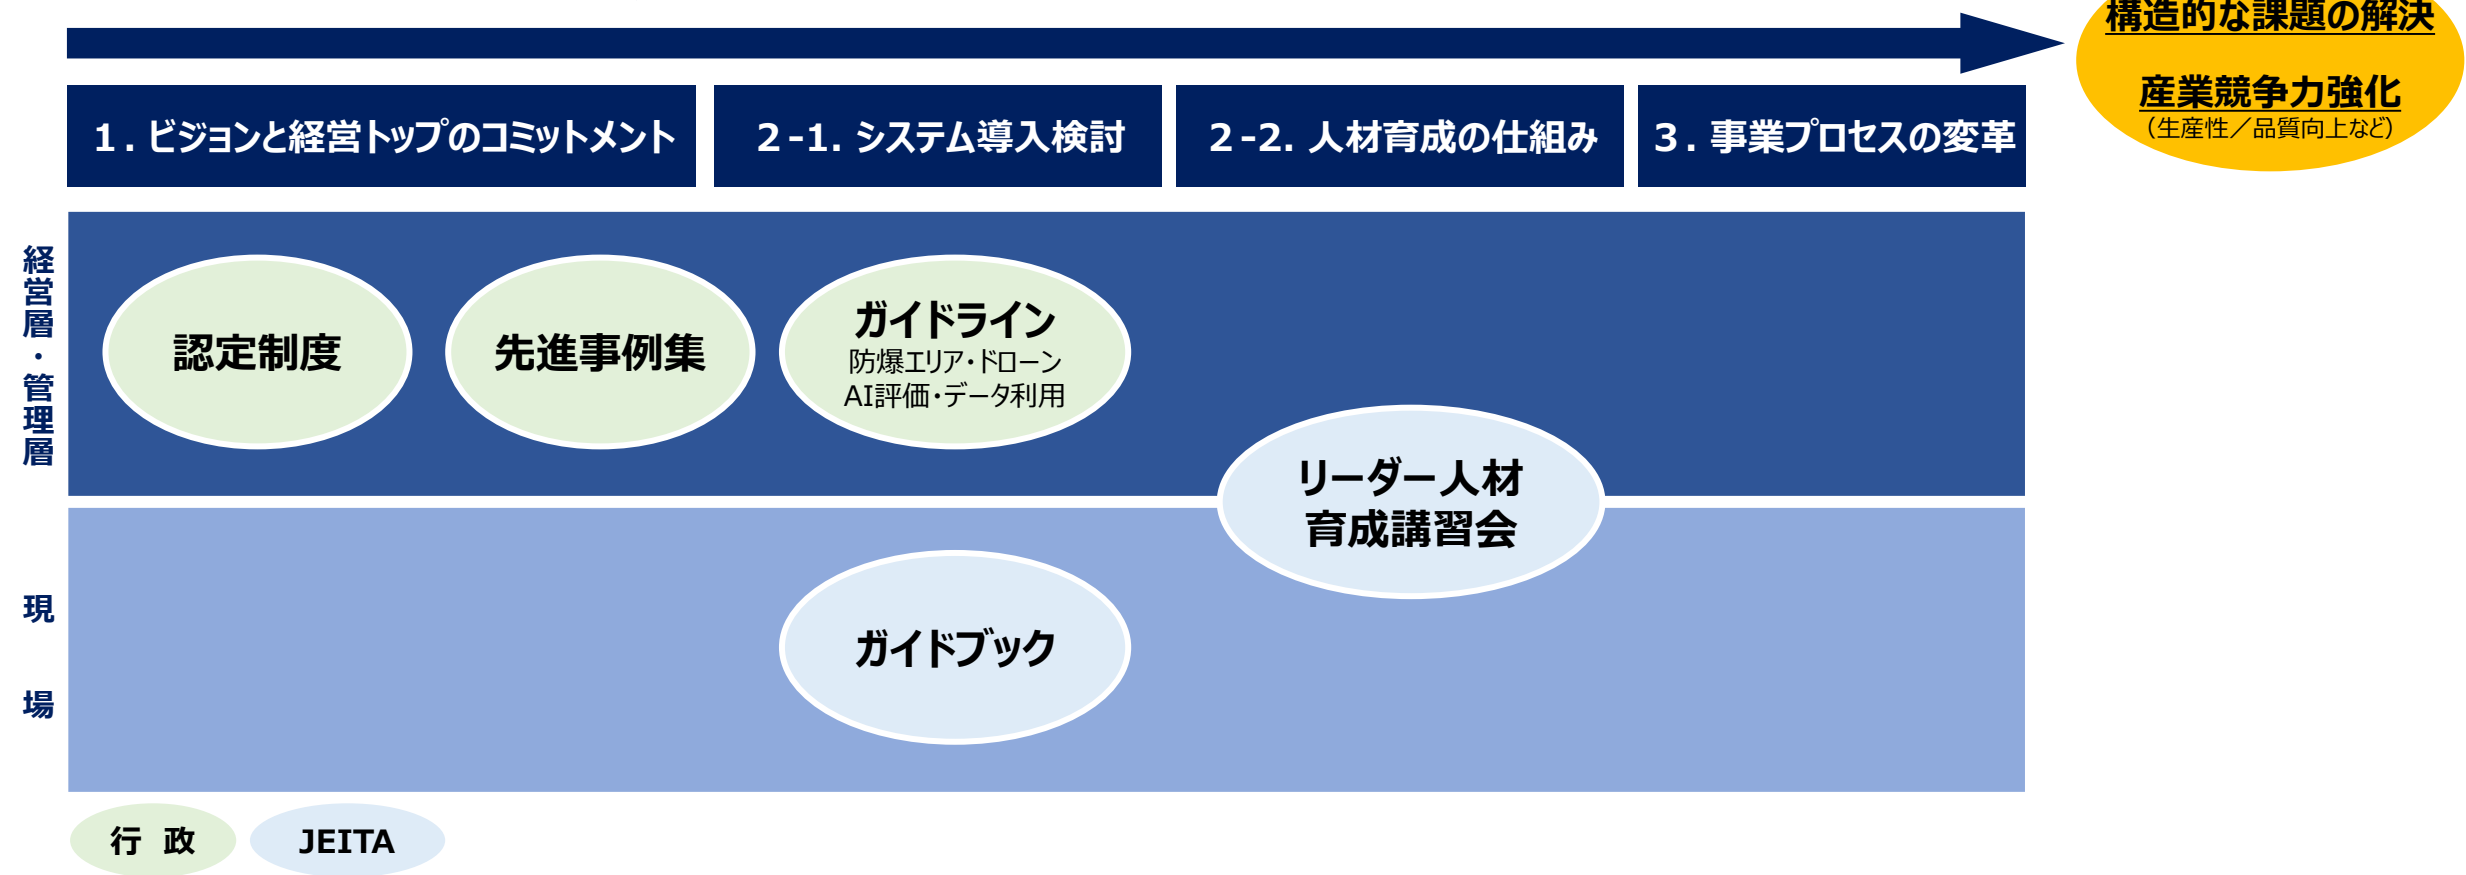 構造的な課題の解決
産業競争力強化
（生産性／品質向上など）
１．ビジョンと経営トップのコミットメント
２-1. システム導入検討
２-2. 人材育成の仕組み
３．事業プロセスの変革
経営層・管理層
認定制度
先進事例集
ガイドライン
防爆エリア・ドローン
AI評価・データ利用
リーダー人材
育成講習会
現場
ガイドブック
行 政
JEITA